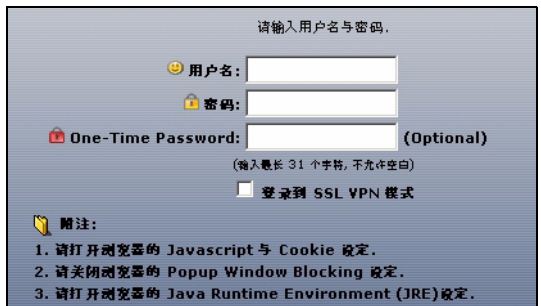 请输入用户名与密码.
用户名:
密码:
One-Time Password: (Optional)
(输入最长 31 个字符, 不允许空白)
登录到 SSL VPN 模式
附注:
1. 请打开浏览器的 Javascript 与 Cookie 设定.
2. 请关闭浏览器的 Popup Window Blocking 设定.
3. 请打开浏览器的 Java Runtime Environment (JRE)设定.